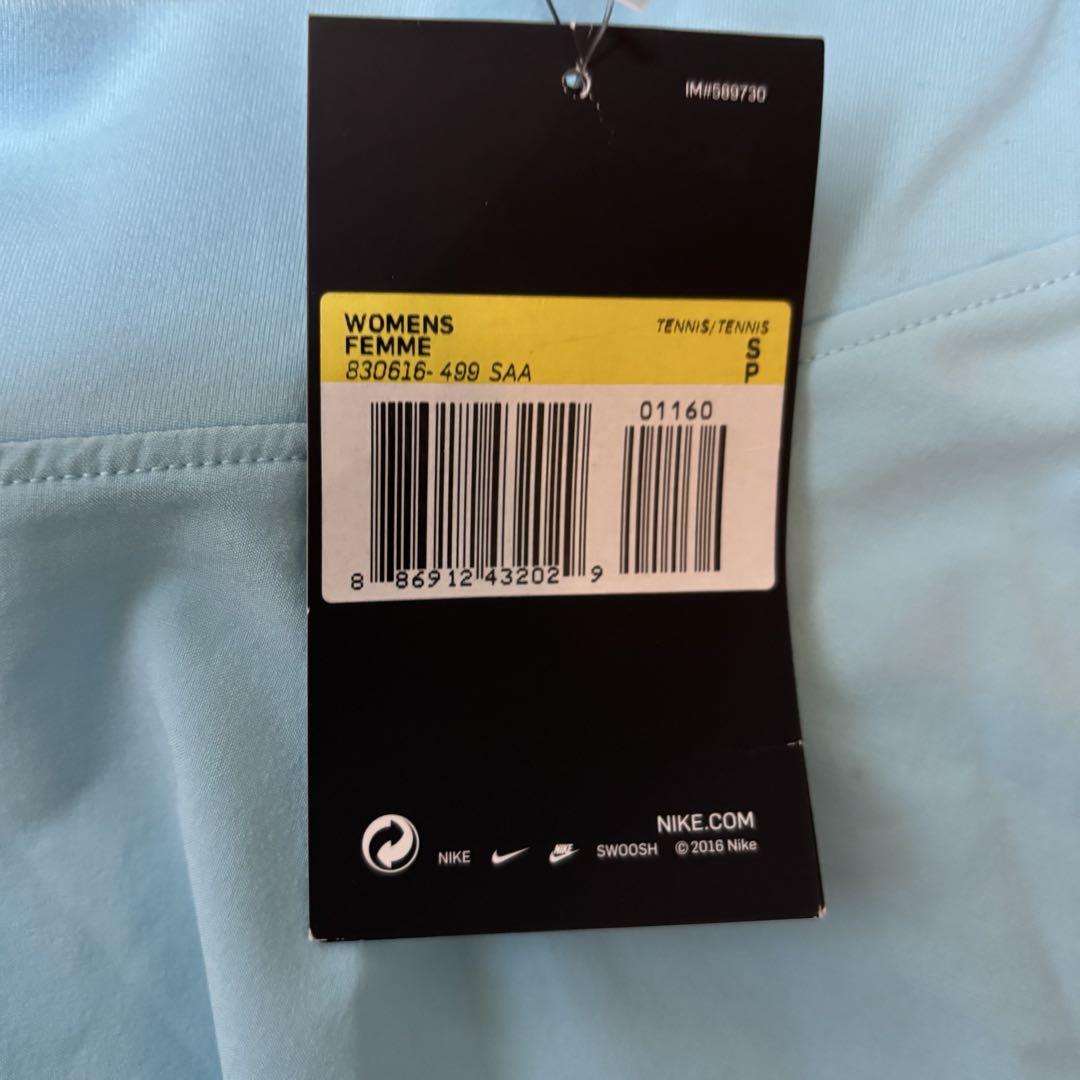 IM#589730
WOMENS
FEMME
830616- 499 SAA
TENNIS/TENNIS
S
P
01160
8 86912 43202 9
NIKE.COM
NIKE NIKE SWOOSH © 2016 Nike